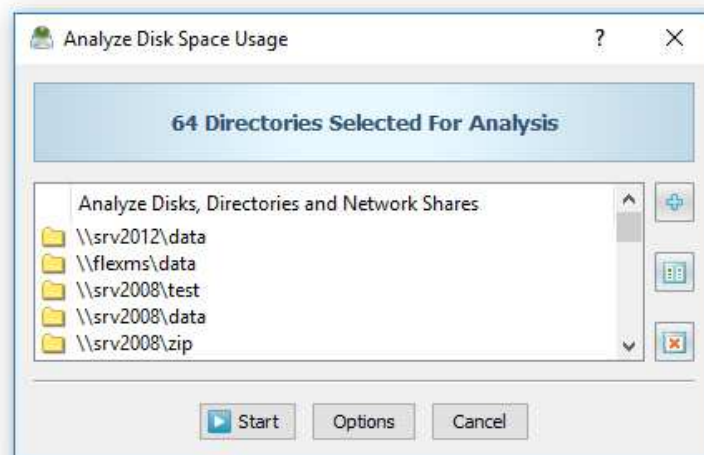 Analyze Disk Space Usage ?
64 Directories Selected For Analysis
Analyze Disks, Directories and Network Shares
\\srv2012\data
\\flexms\data
\\srv2008\test
\\srv2008\data
\\srv2008\zip
Start Options Cancel